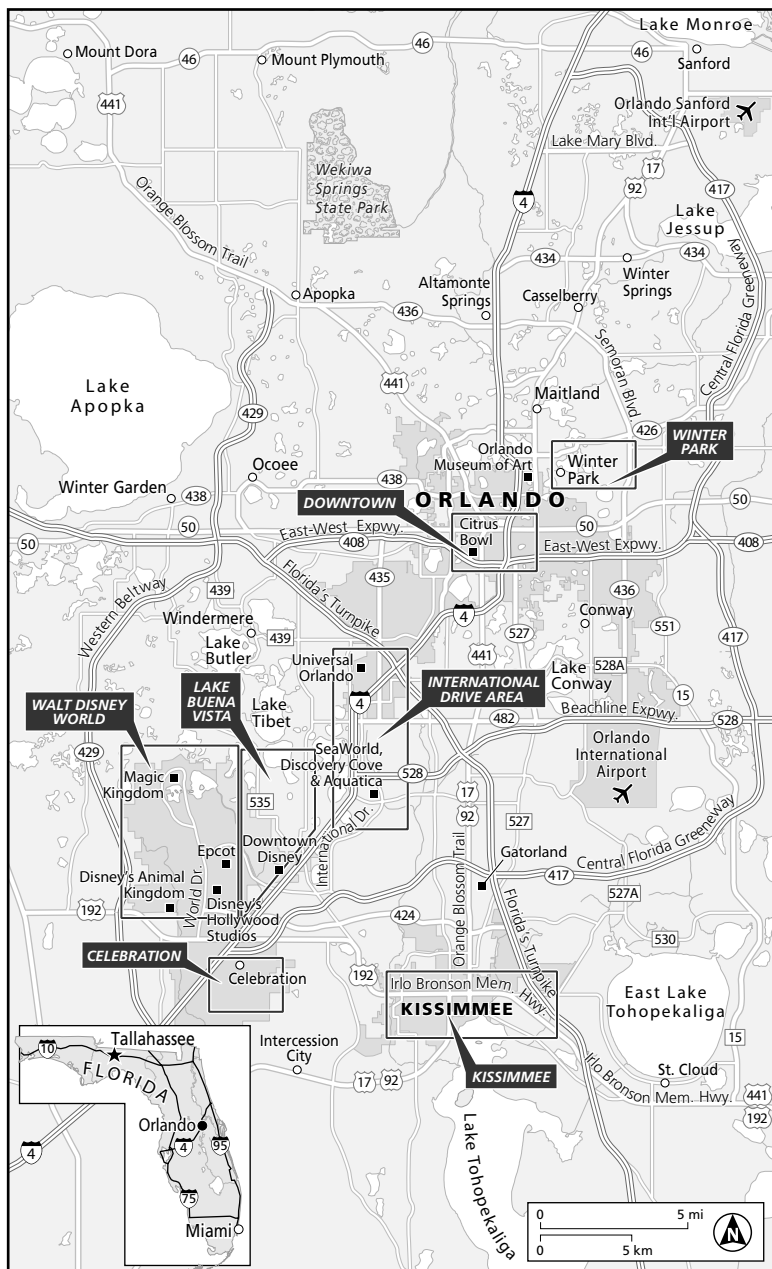 Lake Monroe
46
46
46
Mount Dora
Mount Plymouth
Sanford
441
Orlando Sanford
Int'l Airport
Lake Mary Blvd.
Wekiwa
Springs
State Park
17
92
417
4
Orange Blossom Trail
Lake
Jessup
434
434
Winter
Springs
Altamonte
Springs
Casselberry
Apopka
436
Semoran Blvd.
Central Florida Greeneway
Lake
Apopka
441
429
Maitland
426
WINTER
PARK
Orlando
Museum of Art
Winter
Park
Ocoee
438
Winter Garden
438
DOWNTOWN
ORLANDO
50
50
50
50
Citrus
Bowl
East-West Expwy.
408
East-West Expwy.
408
Florida's Turnpike
435
436
Western Beltway
439
4
Windermere
439
Lake
Butler
441
527
Conway
551
417
Universal
Orlando
528A
Lake
Conway
15
LAKE
BUENA
VISTA
Lake
Tibet
INTERNATIONAL
DRIVE AREA
4
WALT DISNEY
WORLD
482
Beachline Expwy.
528
429
SeaWorld,
Discovery Cove
& Aquatica
528
Orlando
International
Airport
Magic
Kingdom
535
17
92
527
International Dr.
Downtown
Disney
Epcot
World Dr.
Disney's Animal
Kingdom
Disney's
Hollywood
Studios
Gatorland
Central Florida Greeneway
417
527A
192
424
Orange Blossom Trail
Florida's Turnpike
530
CELEBRATION
Celebration
192
Irlo Bronson Mem. Hwy.
KISSIMMEE
East Lake
Tohopekaliga
15
Intercession
City
KISSIMMEE
17
92
St. Cloud
Irlo Bronson Mem. Hwy.
441
192
Lake Tohopekaliga
4
10
Tallahassee
FLORIDA
Orlando
4
95
75
Miami
0
5 mi
0
5 km
N